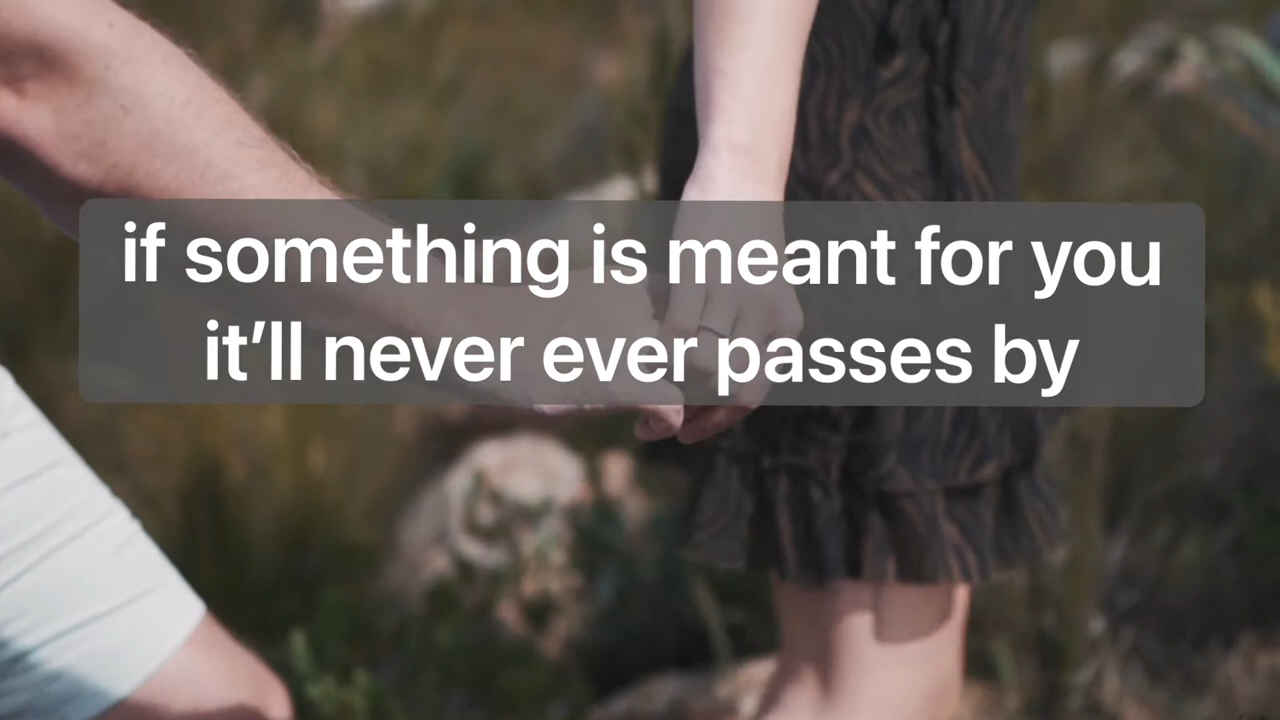 if something is meant for you
it’ll never ever passes by